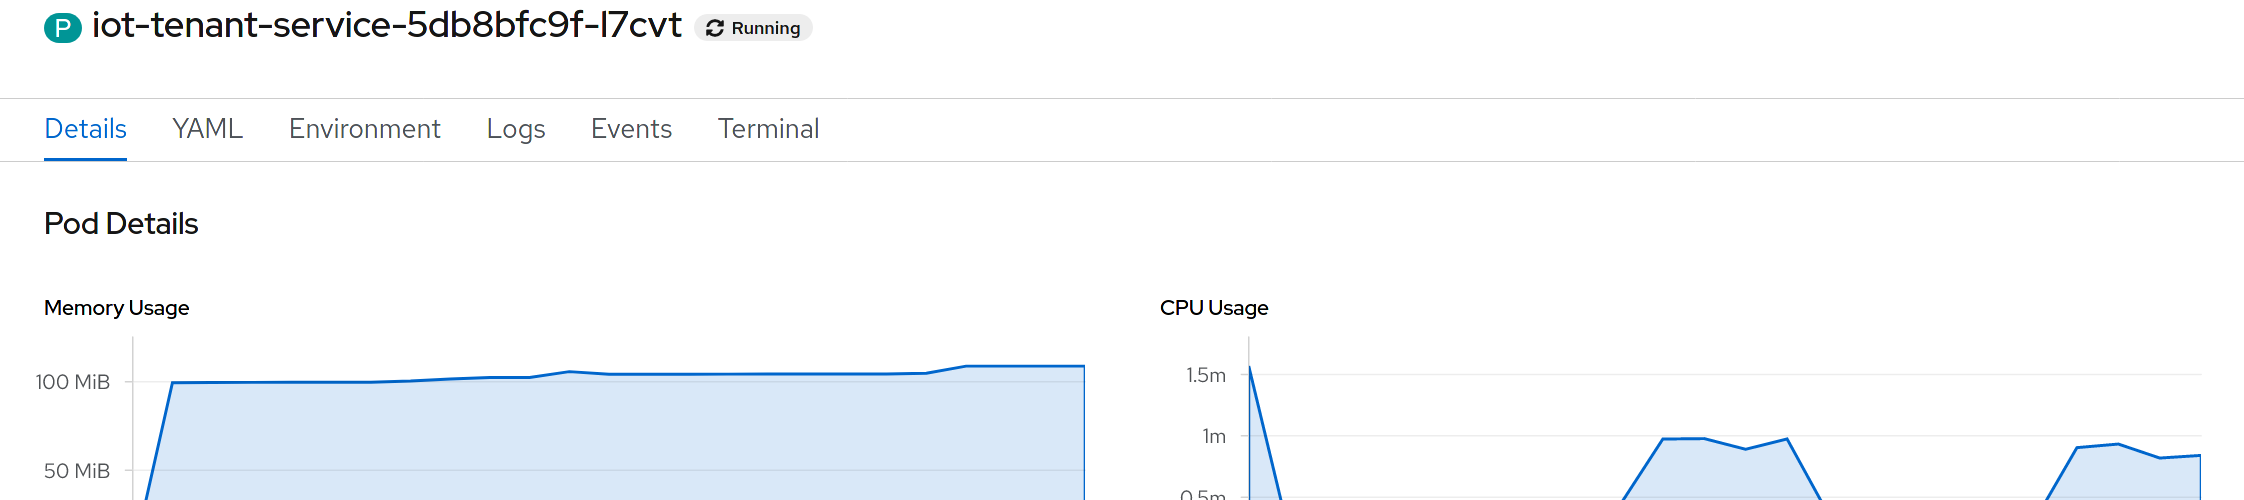 P iot-tenant-service-5db8bfc9f-l7cvt Running
Details YAML Environment Logs Events Terminal
Pod Details
Memory Usage
100 MiB
50 MiB
CPU Usage
1.5m
1m
0.5m